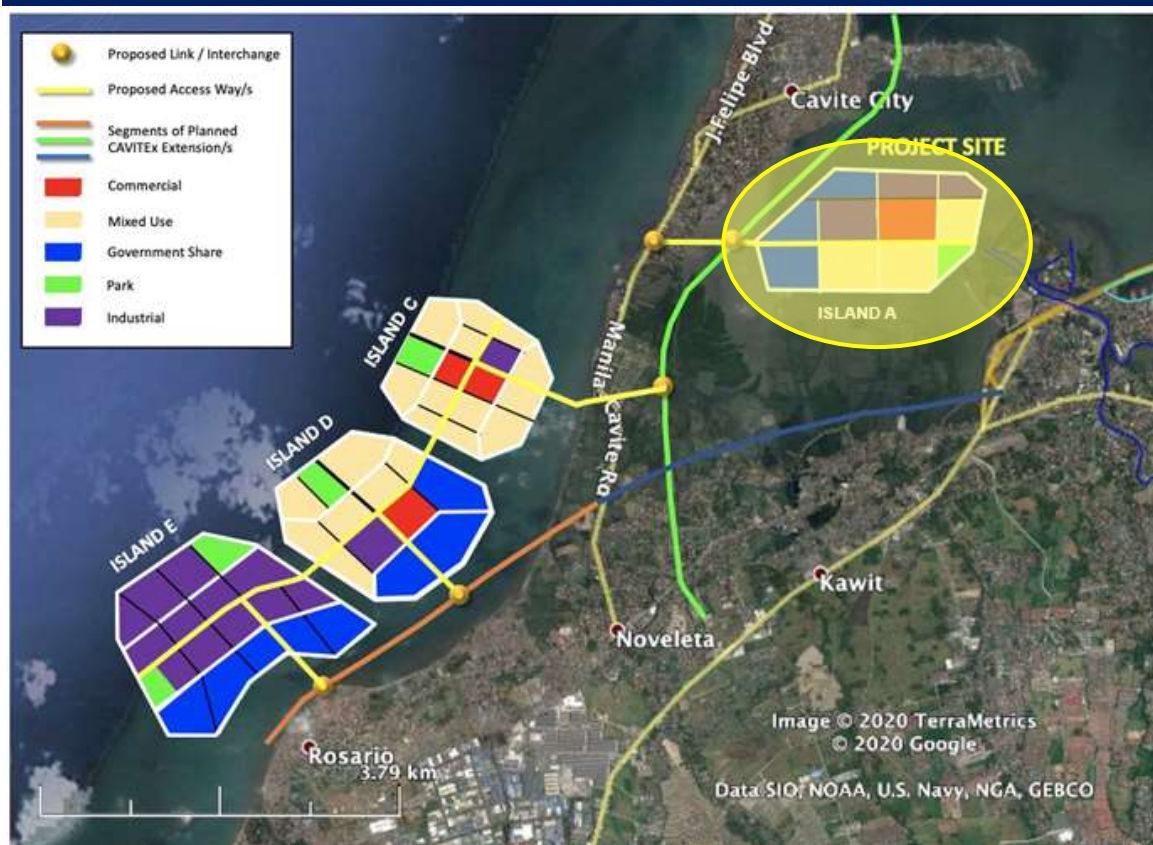 Proposed Link / Interchange
Proposed Access Way/s
Segments of Planned
CAVITEx Extension/s
Commercial
Mixed Use
Government Share
Park
Industrial
J.Felipe Blvd
Cavite City
PROJECT SITE
ISLAND A
ISLAND C
Manila-Cavite Rd
ISLAND D
ISLAND E
Kawit
Noveleta
Rosario
3.79 km
Image © 2020 TerraMetrics
© 2020 Google
Data SIO, NOAA, U.S. Navy, NGA, GEBCO